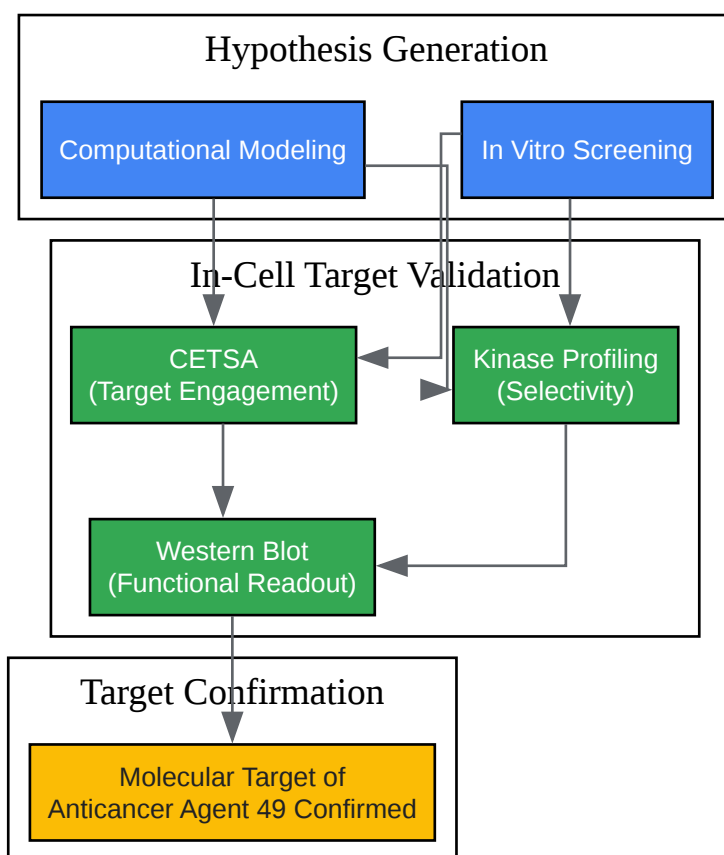 Hypothesis Generation
Computational Modeling
In Vitro Screening
In-Cell Target Validation
CETSA
(Target Engagement)
Kinase Profiling
(Selectivity)
Western Blot
(Functional Readout)
Target Confirmation
Molecular Target of
Anticancer Agent 49 Confirmed